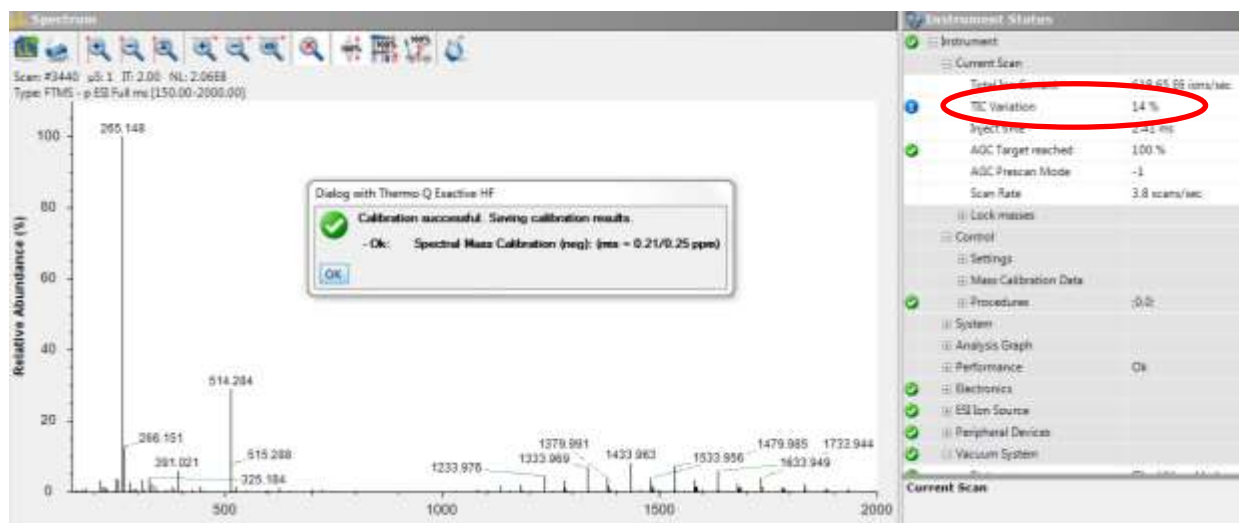 Spectrum
Scan: #3440 µS: 1 IT: 2.00 NL: 2.06E8
Type: FTMS - p ESI Full ms [150.00-2000.00]
Relative Abundance (%)
100
80
60
40
20
0
265.148
266.151
391.021
325.184
514.284
515.288
1233.976
1333.969
1379.991
1433.963
1533.956
1479.985
1633.949
1733.944
500
1000
1500
2000
Dialog with Thermo Q Exactive HF
Calibration successful. Saving calibration results.
- Ok: Spectral Mass Calibration (neg): (rms = 0.21/0.25 ppm)
OK
Instrument Status
Instrument
Current Scan
TIC Variation 14 %
Inject time 2.41 ms
AGC Target reached 100 %
AGC Prescan Mode -1
Scan Rate 3.8 scans/sec
Lock masses
Control
Settings
Mass Calibration Data
Procedures
System
Analysis Graph
Performance Ok
Electronics
ESI Ion Source
Peripheral Devices
Vacuum System
Current Scan